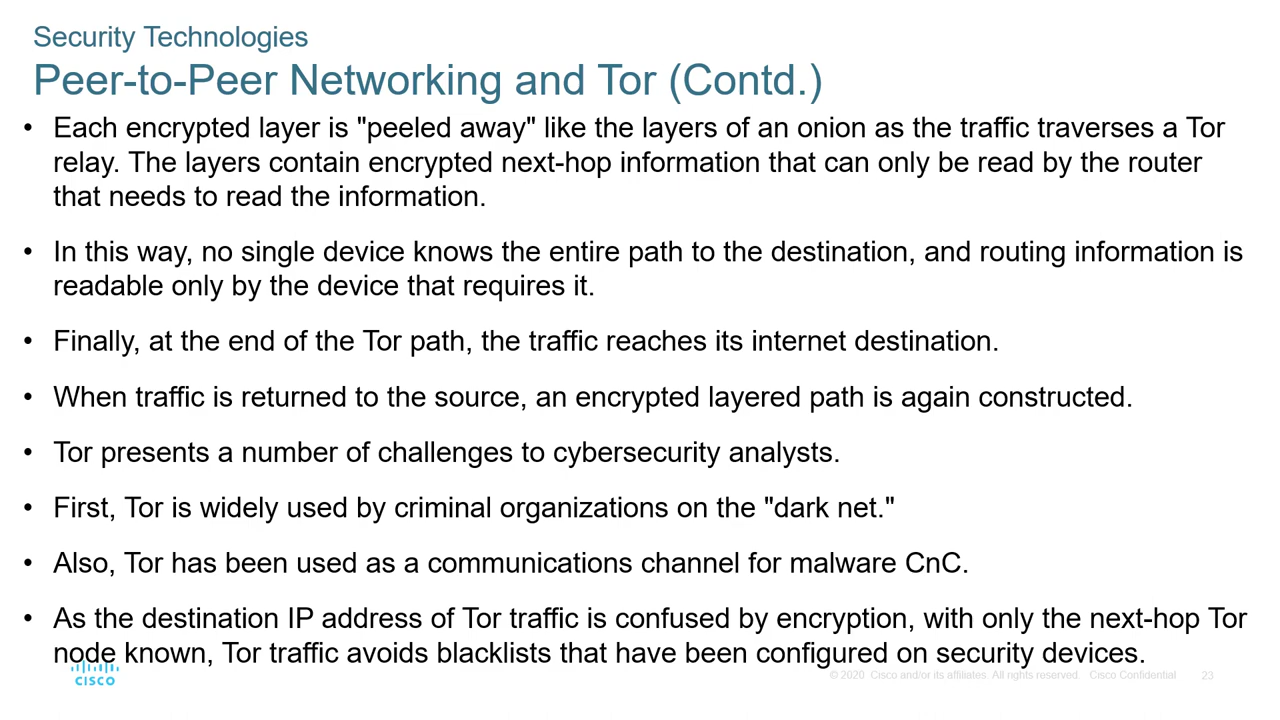 Security Technologies
Peer-to-Peer Networking and Tor (Contd.)
• Each encrypted layer is "peeled away" like the layers of an onion as the traffic traverses a Tor
relay. The layers contain encrypted next-hop information that can only be read by the router
that needs to read the information.
• In this way, no single device knows the entire path to the destination, and routing information is
readable only by the device that requires it.
• Finally, at the end of the Tor path, the traffic reaches its internet destination.
• When traffic is returned to the source, an encrypted layered path is again constructed.
• Tor presents a number of challenges to cybersecurity analysts.
• First, Tor is widely used by criminal organizations on the "dark net."
• Also, Tor has been used as a communications channel for malware CnC.
• As the destination IP address of Tor traffic is confused by encryption, with only the next-hop Tor
node known, Tor traffic avoids blacklists that have been configured on security devices.
CISCO
© 2020 Cisco and/or its affiliates. All rights reserved. Cisco Confidential 23